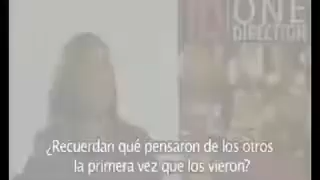 ONE
DIRECTION
¿Recuerdan qué pensaron de los otros
la primera vez que los vieron?